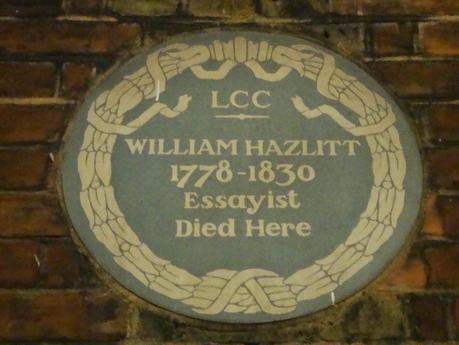 LCC
WILLIAM HAZLITT
1778-1830
Essayist
Died Here